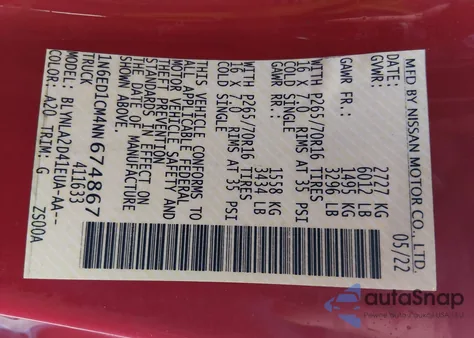 MFD BY NISSAN MOTOR CO., LTD.
05/22
GVWR: 2727 KG
6012 LB
GAWR FR.: 1495 KG
3296 LB
WITH P265/70R16 TIRES
16 X 7.0 RIMS AT 35 PSI
COLD SINGLE
GAWR RR.: 1558 KG
3434 LB
WITH P265/70R16 TIRES
16 X 7.0 RIMS AT 35 PSI
COLD SINGLE
THIS VEHICLE CONFORMS TO
ALL APPLICABLE FEDERAL
MOTOR VEHICLE SAFETY AND
THEFT PREVENTION
STANDARDS IN EFFECT ON
THE DATE OF MANUFACTURE
SHOWN ABOVE.
1N6ED1CM4NN674867
TRUCK 411633
MODEL: BLYNLA2D41EUA-AA--
COLOR: A20 TRIM: G ZS00A
autoSnap